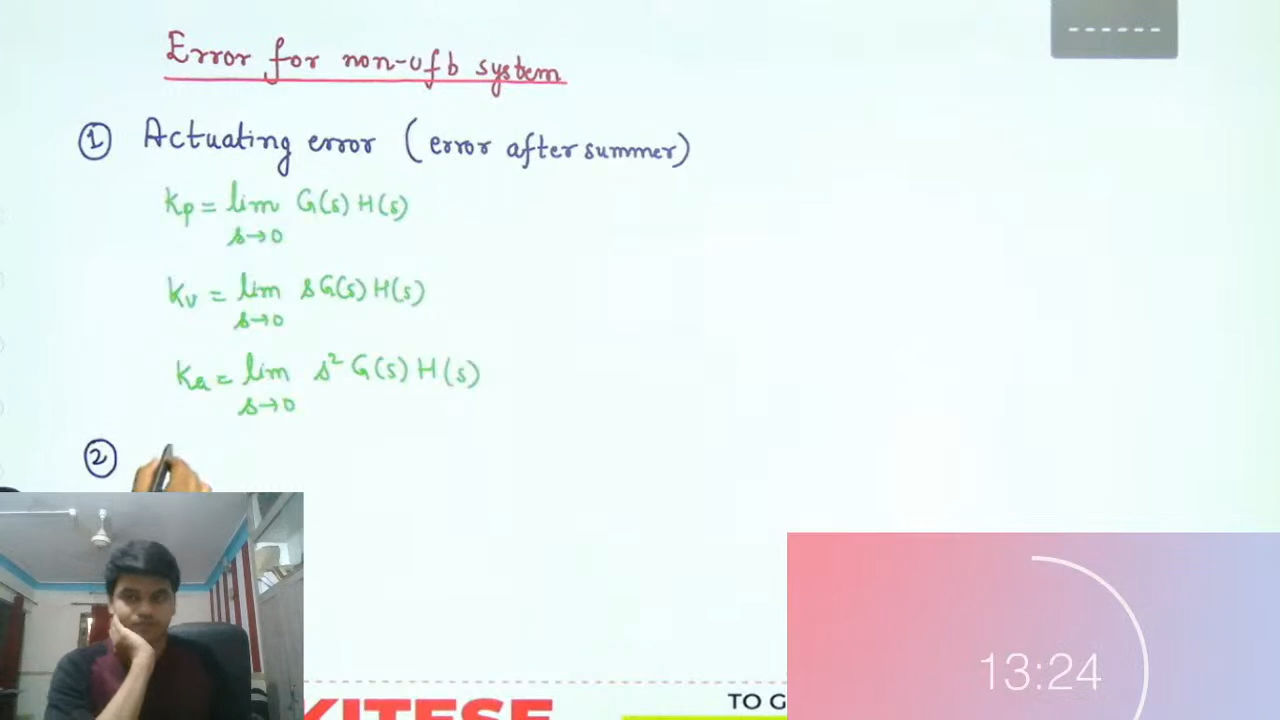 Error for non-ufb system
① Actuating error (error after summer)
Kp = lim G(s) H(s)
s→0
Kv = lim s G(s) H(s)
s→0
Ka = lim s² G(s) H(s)
s→0
②
13:24
KITESE
TO G